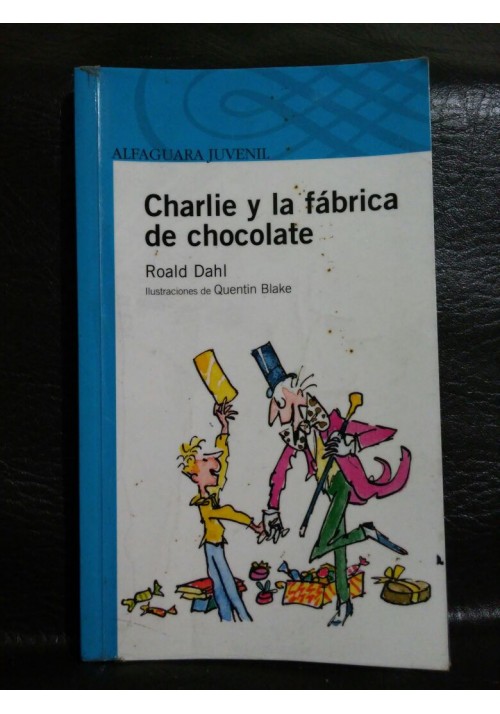 ALFAGUARA JUVENIL
Charlie y la fábrica
de chocolate
Roald Dahl
Ilustraciones de Quentin Blake